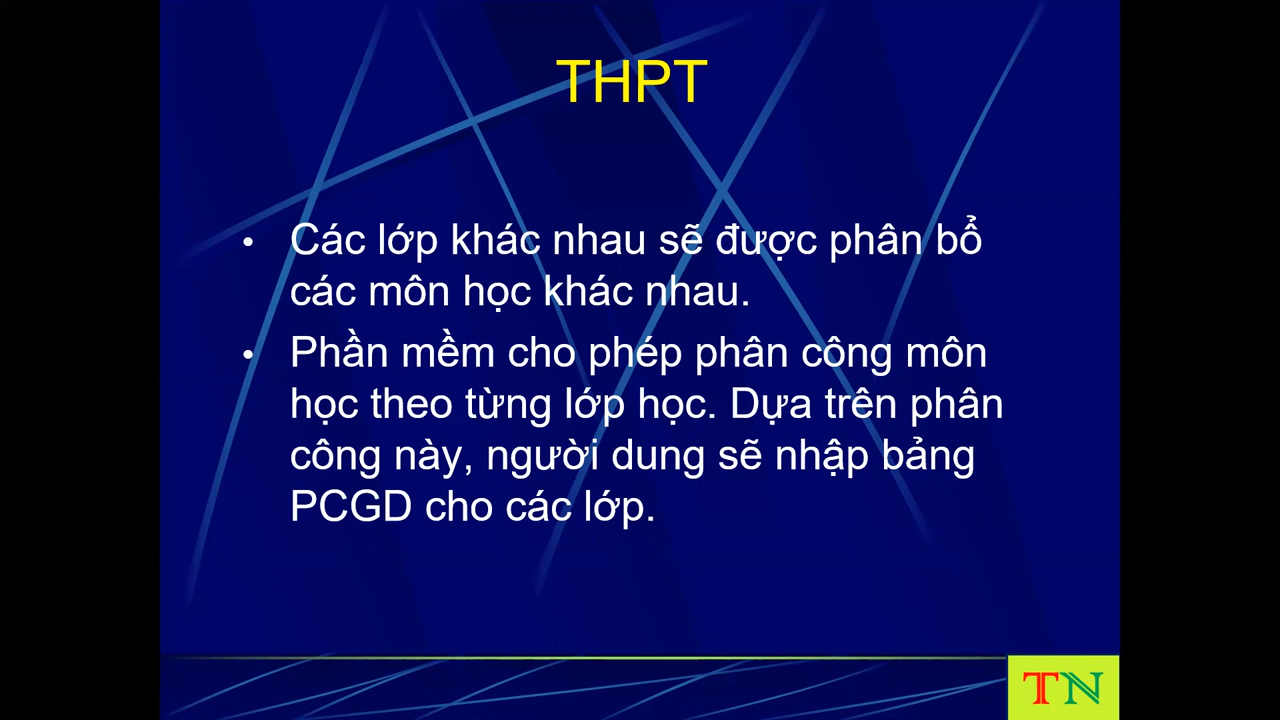 THPT
• Các lớp khác nhau sẽ được phân bổ
các môn học khác nhau.
• Phần mềm cho phép phân công môn
học theo từng lớp học. Dựa trên phân
công này, người dung sẽ nhập bảng
PCGD cho các lớp.
TN